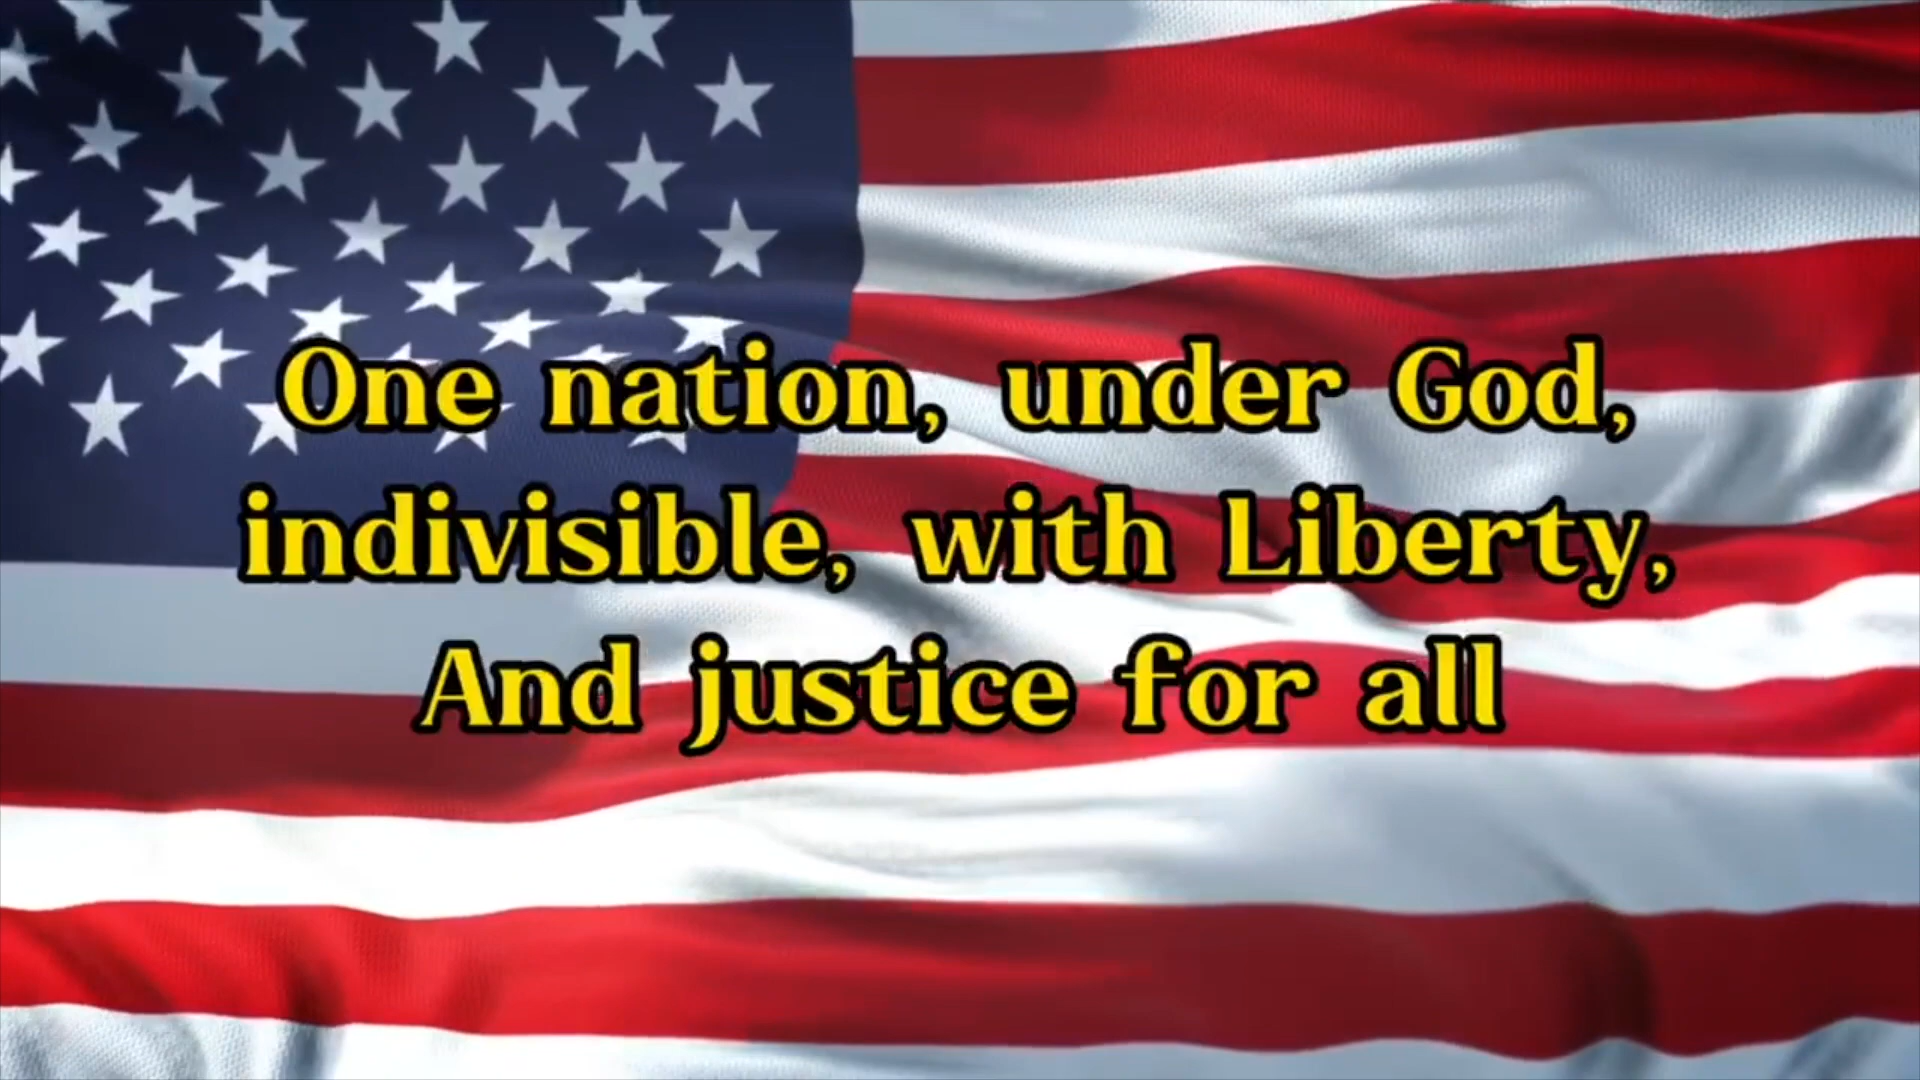 One nation, under God,
indivisible, with Liberty,
And justice for all